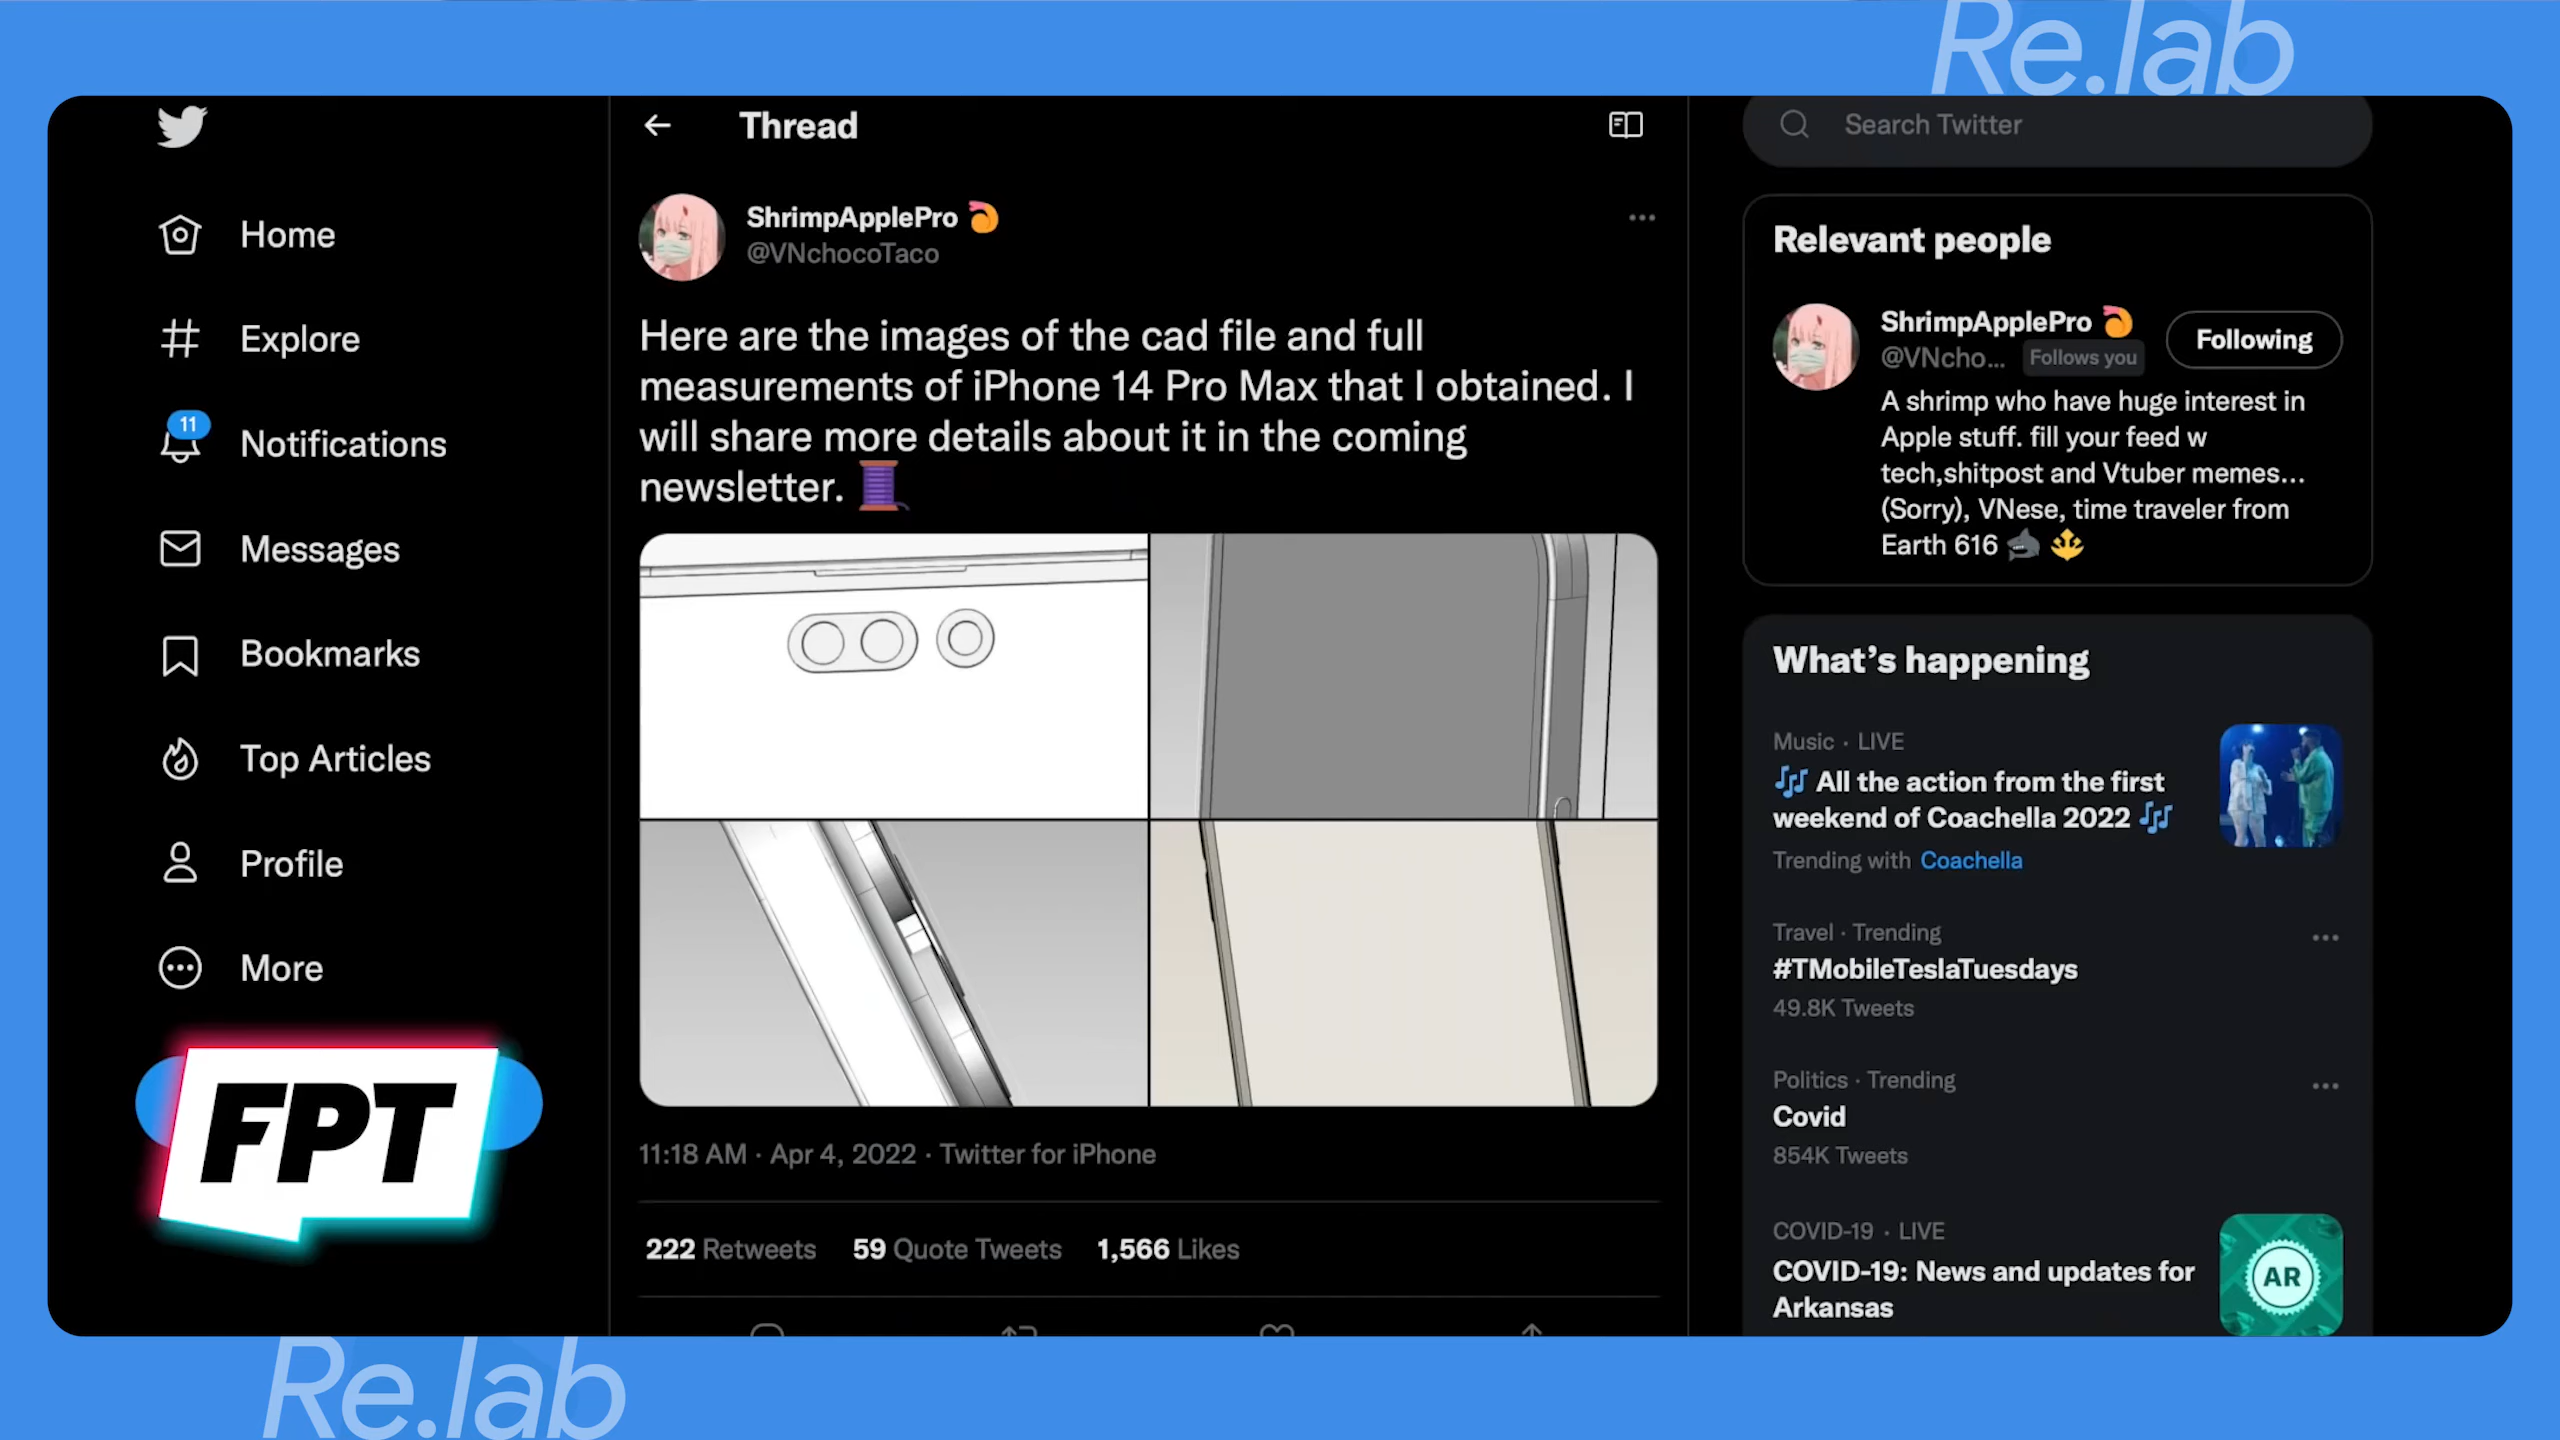 Re.lab
Home
Explore
11
Notifications
Messages
Bookmarks
Top Articles
Profile
More
FPT
Thread
ShrimpApplePro 🦐
@VNchocoTaco
Here are the images of the cad file and full
measurements of iPhone 14 Pro Max that I obtained. I
will share more details about it in the coming
newsletter. 🧵
11:18 AM · Apr 4, 2022 · Twitter for iPhone
222 Retweets 59 Quote Tweets 1,566 Likes
Search Twitter
Relevant people
ShrimpApplePro 🦐
@VNcho... Follows you
Following
A shrimp who have huge interest in
Apple stuff. fill your feed w
tech,shitpost and Vtuber memes...
(Sorry), VNese, time traveler from
Earth 616 🦈 🔱
What's happening
Music · LIVE
🎶 All the action from the first
weekend of Coachella 2022 🎶
Trending with Coachella
Travel · Trending
#TMobileTeslaTuesdays
49.8K Tweets
Politics · Trending
Covid
854K Tweets
COVID-19 · LIVE
COVID-19: News and updates for
Arkansas
AR
Re.lab